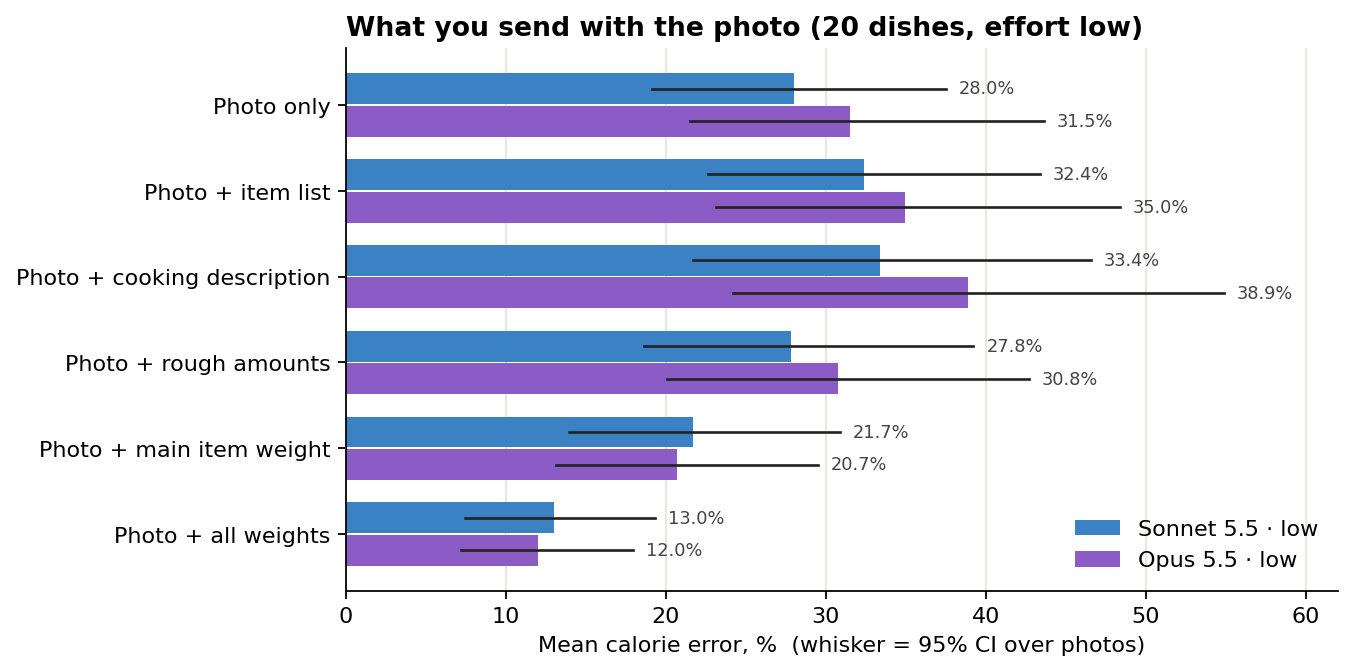 What you send with the photo (20 dishes, effort low)
Photo only
28.0%
31.5%
Photo + item list
32.4%
35.0%
Photo + cooking description
33.4%
38.9%
Photo + rough amounts
27.8%
30.8%
Photo + main item weight
21.7%
20.7%
Photo + all weights
13.0%
12.0%
Sonnet 5.5 · low
Opus 5.5 · low
0 10 20 30 40 50 60
Mean calorie error, % (whisker = 95% CI over photos)